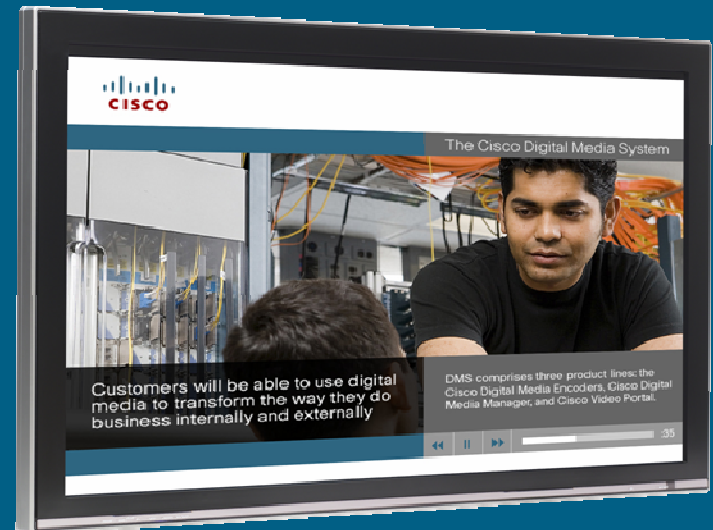 CISCO
The Cisco Digital Media System
Customers will be able to use digital
media to transform the way they do
business internally and externally
DMS comprises three product lines: the
Cisco Digital Media Encoders, Cisco Digital
Media Manager, and Cisco Video Portal.
:35